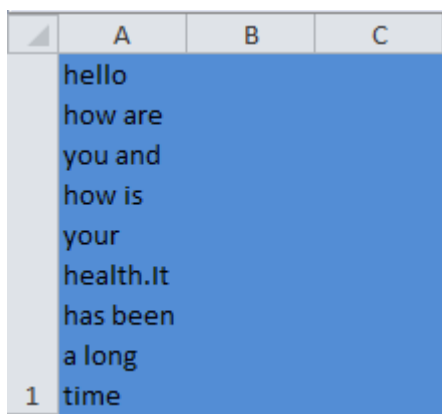 A B C
hello
how are
you and
how is
your
health.It
has been
a long
1 time